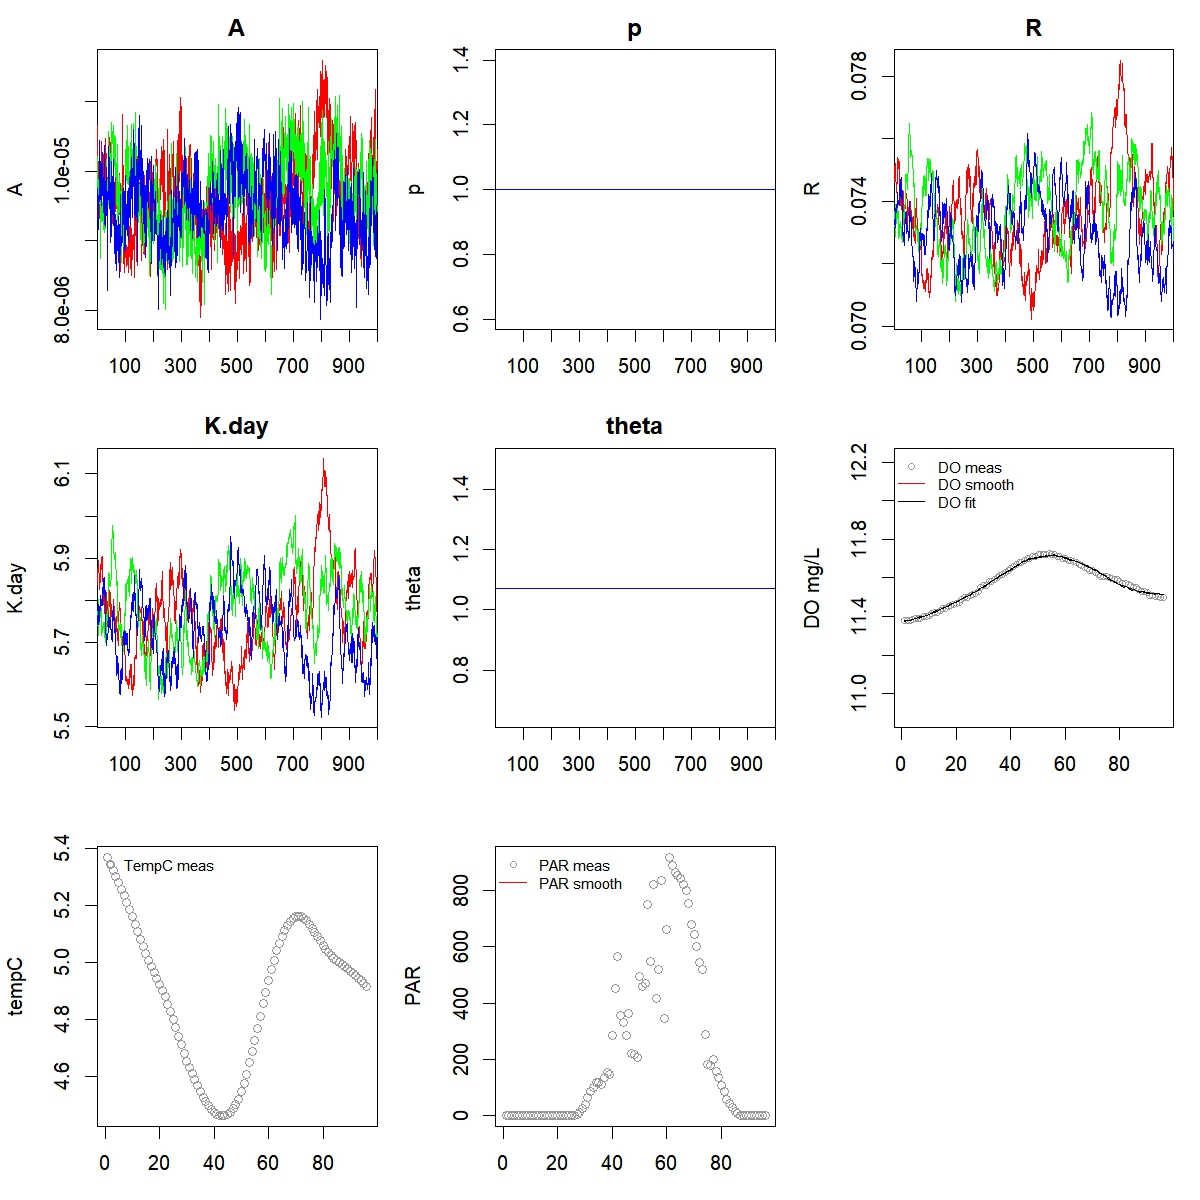 A
A
8.0e-06 1.0e-05
100 300 500 700 900
p
p
0.6 0.8 1.0 1.2 1.4
100 300 500 700 900
R
R
0.070 0.074 0.078
100 300 500 700 900
K.day
K.day
5.5 5.7 5.9 6.1
100 300 500 700 900
theta
theta
0.8 1.0 1.2 1.4
100 300 500 700 900
DO mg/L
11.0 11.4 11.8 12.2
DO meas
DO smooth
DO fit
0 20 40 60 80
tempC
4.6 4.8 5.0 5.2 5.4
TempC meas
0 20 40 60 80
PAR
0 200 400 600 800
PAR meas
PAR smooth
0 20 40 60 80